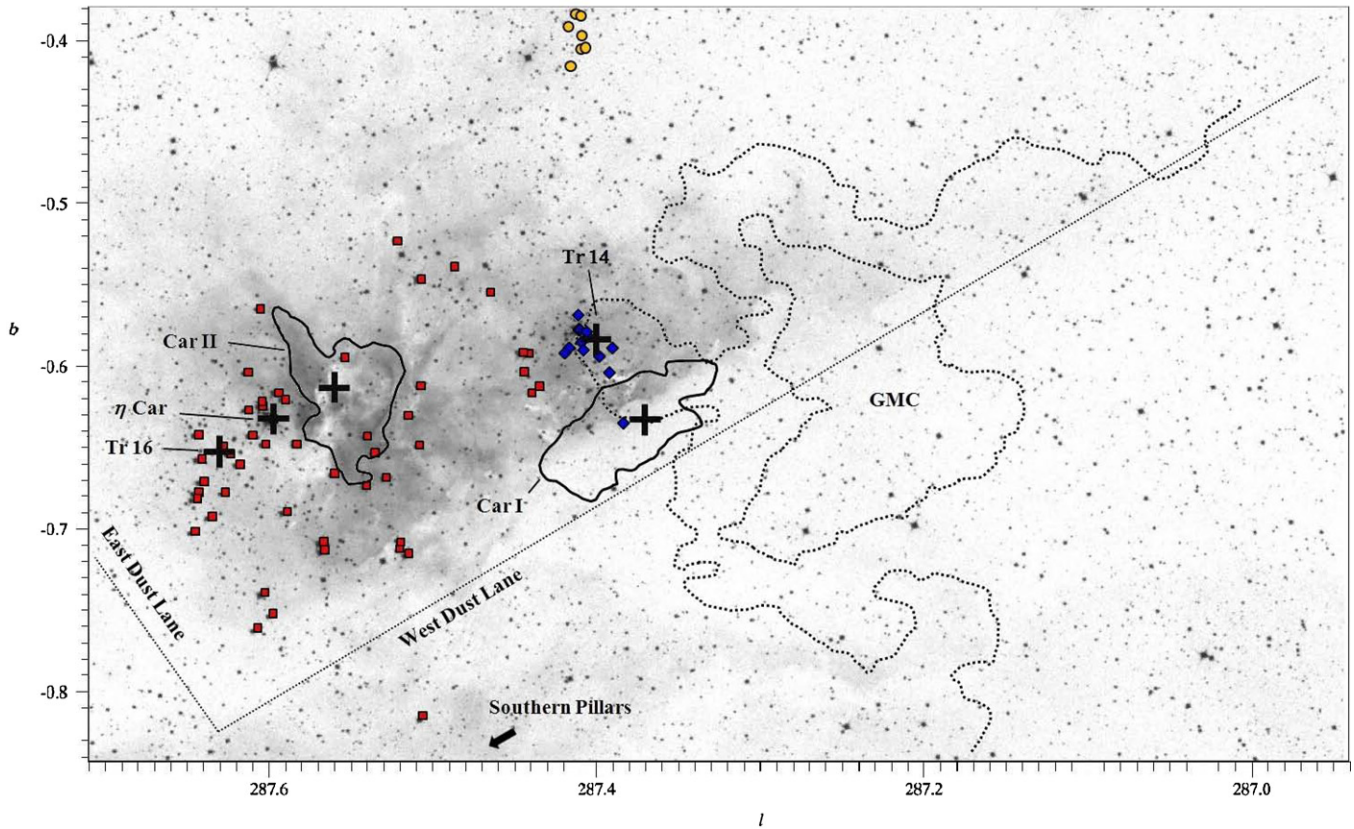 -0.4
-0.5
-0.6
-0.7
-0.8
b
Tr 14
Car II
η Car
Tr 16
GMC
Car I
East Dust Lane
West Dust Lane
Southern Pillars
287.6
287.4
287.2
287.0
l